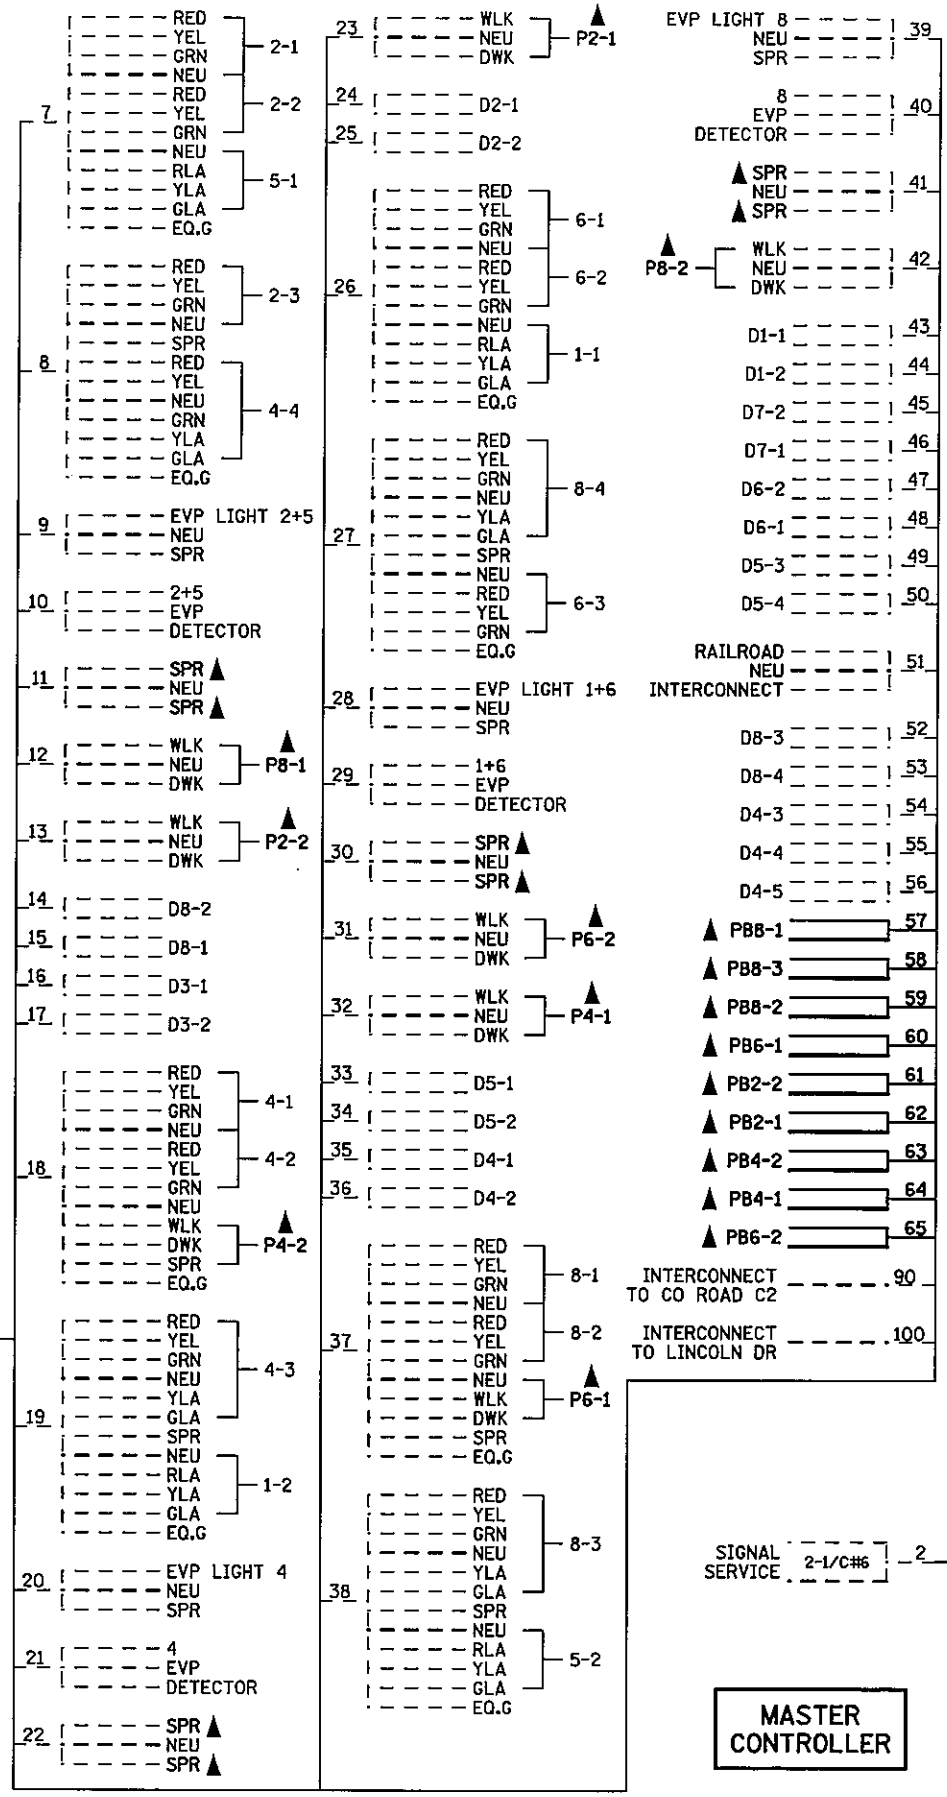 7
RED
YEL
GRN
NEU
2-1
RED
YEL
GRN
2-2
NEU
RLA
YLA
GLA
5-1
EQ.G
8
RED
YEL
GRN
NEU
2-3
SPR
RED
YEL
NEU
GRN
YLA
GLA
4-4
EQ.G
9
EVP LIGHT 2+5
NEU
SPR
10
2+5
EVP
DETECTOR
11
SPR
NEU
SPR
12
WLK
NEU
DWK
P8-1
13
WLK
NEU
DWK
P2-2
14
D8-2
15
D8-1
16
D3-1
17
D3-2
18
RED
YEL
GRN
NEU
4-1
RED
YEL
GRN
4-2
NEU
WLK
DWK
SPR
P4-2
EQ.G
19
RED
YEL
GRN
NEU
YLA
GLA
4-3
SPR
NEU
RLA
YLA
GLA
1-2
EQ.G
20
EVP LIGHT 4
NEU
SPR
21
4
EVP
DETECTOR
22
SPR
NEU
SPR
23
WLK
NEU
DWK
P2-1
24
D2-1
25
D2-2
26
RED
YEL
GRN
NEU
6-1
RED
YEL
GRN
6-2
NEU
RLA
YLA
GLA
1-1
EQ.G
27
RED
YEL
GRN
NEU
YLA
GLA
8-4
SPR
NEU
RED
YEL
GRN
6-3
EQ.G
28
EVP LIGHT 1+6
NEU
SPR
29
1+6
EVP
DETECTOR
30
SPR
NEU
SPR
31
WLK
NEU
DWK
P6-2
32
WLK
NEU
DWK
P4-1
33
D5-1
34
D5-2
35
D4-1
36
D4-2
37
RED
YEL
GRN
NEU
8-1
RED
YEL
GRN
8-2
NEU
WLK
DWK
P6-1
SPR
EQ.G
38
RED
YEL
GRN
NEU
YLA
GLA
8-3
SPR
NEU
RLA
YLA
GLA
5-2
EQ.G
EVP LIGHT 8
NEU
SPR
39
8
EVP
DETECTOR
40
SPR
NEU
SPR
41
P8-2
WLK
NEU
DWK
42
D1-1
43
D1-2
44
D7-2
45
D7-1
46
D6-2
47
D6-1
48
D5-3
49
D5-4
50
RAILROAD
NEU
INTERCONNECT
51
D8-3
52
D8-4
53
D4-3
54
D4-4
55
D4-5
56
PB8-1
57
PB8-3
58
PB8-2
59
PB6-1
60
PB2-2
61
PB2-1
62
PB4-2
63
PB4-1
64
PB6-2
65
INTERCONNECT
TO CO ROAD C2
90
INTERCONNECT
TO LINCOLN DR
100
SIGNAL
SERVICE
2-1/C#6
2
MASTER
CONTROLLER